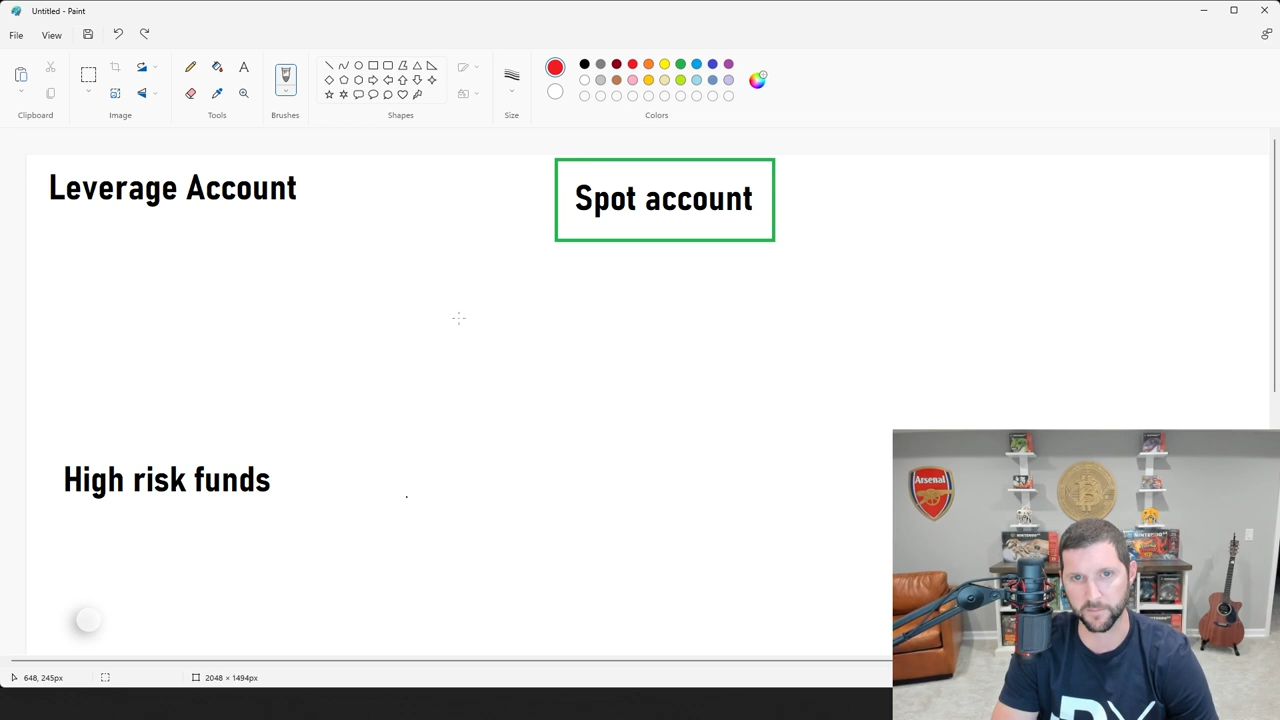 Untitled - Paint
File
View
Clipboard
Image
Tools
Brushes
Shapes
Size
Colors
Leverage Account
Spot account
High risk funds
Arsenal
648, 245px
2048 × 1494px